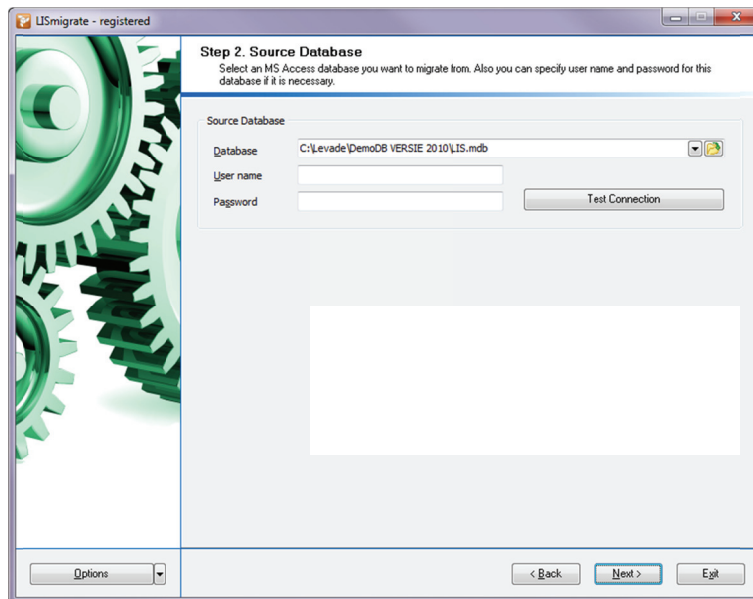 LISmigrate - registered
Step 2. Source Database
Select an MS Access database you want to migrate from. Also you can specify user name and password for this
database if it is necessary.
Source Database
Database
C:\Levade\DemoDB VERSIE 2010\LIS.mdb
User name
Password
Test Connection
Options
< Back
Next >
Exit